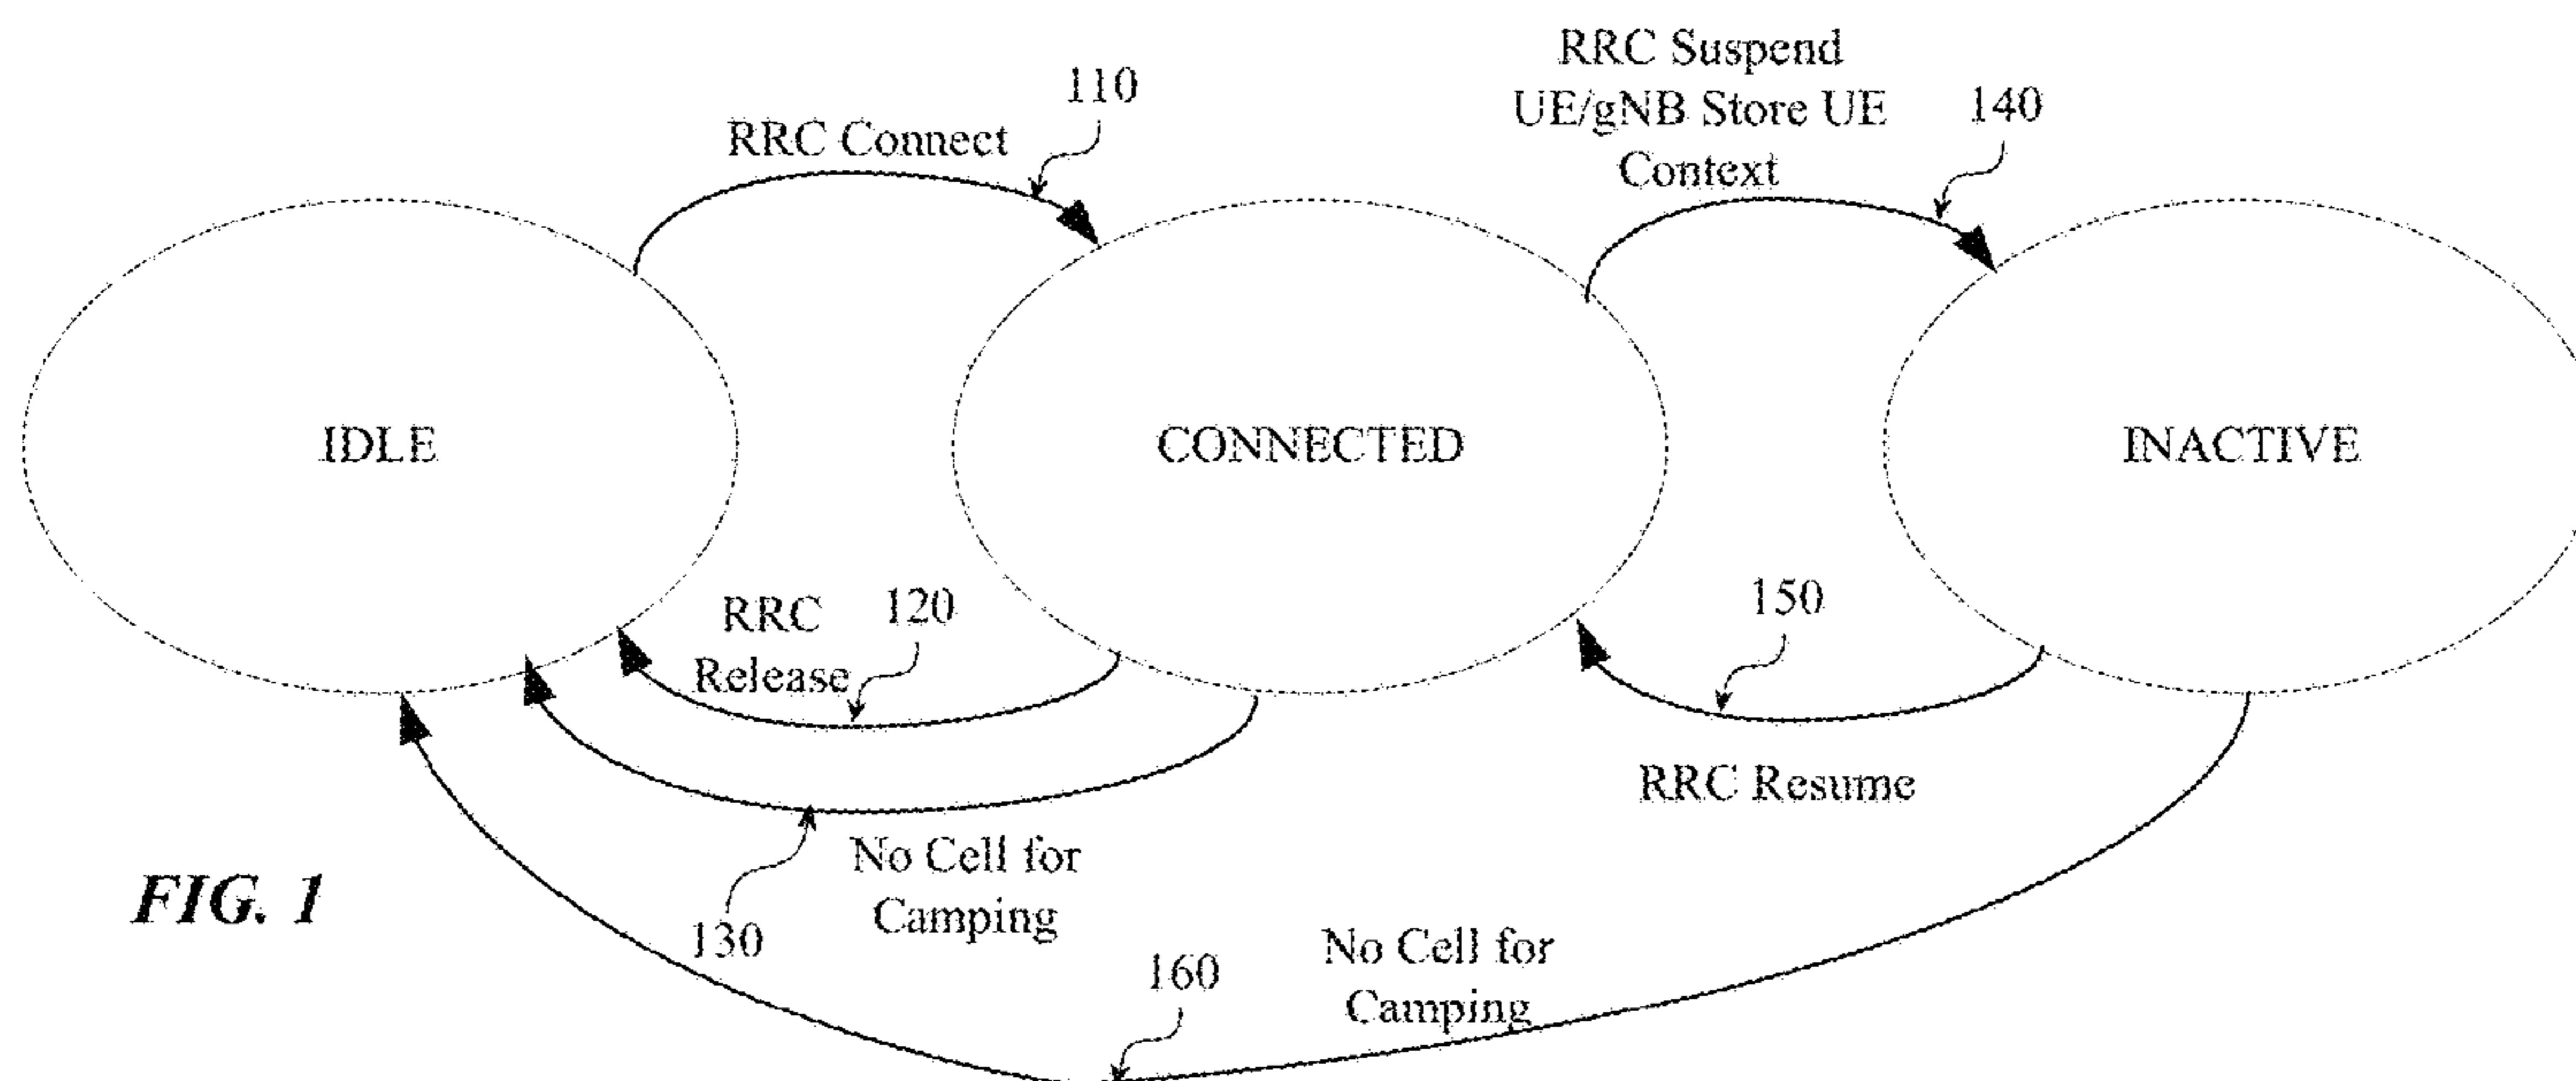 RRC Suspend
UE/gNB Store UE
Context
140
110
RRC Connect
IDLE
CONNECTED
INACTIVE
RRC
Release
120
150
RRC Resume
No Cell for
Camping
130
No Cell for
Camping
160
FIG. 1